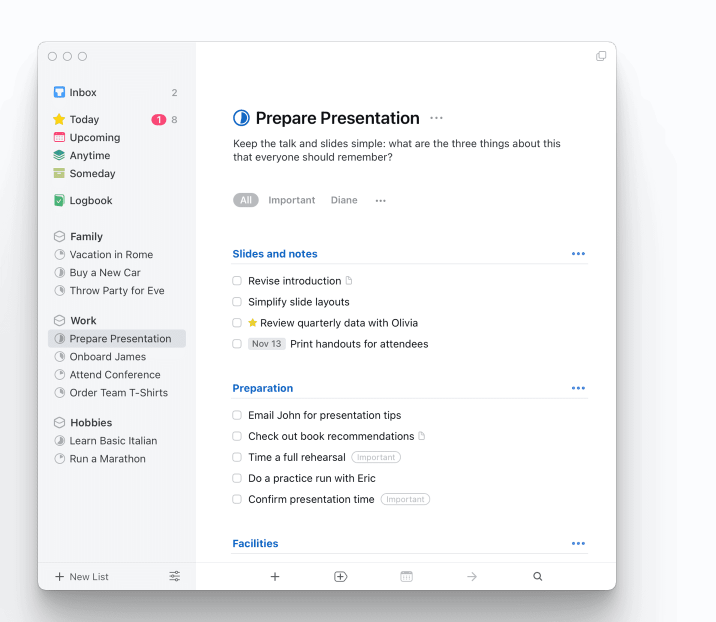 Inbox 2
Today 1 8
Upcoming
Anytime
Someday
Logbook
Family
Vacation in Rome
Buy a New Car
Throw Party for Eve
Work
Prepare Presentation
Onboard James
Attend Conference
Order Team T-Shirts
Hobbies
Learn Basic Italian
Run a Marathon
New List
Prepare Presentation
Keep the talk and slides simple: what are the three things about this
that everyone should remember?
All Important Diane
Slides and notes
Revise introduction
Simplify slide layouts
Review quarterly data with Olivia
Nov 13 Print handouts for attendees
Preparation
Email John for presentation tips
Check out book recommendations
Time a full rehearsal Important
Do a practice run with Eric
Confirm presentation time Important
Facilities